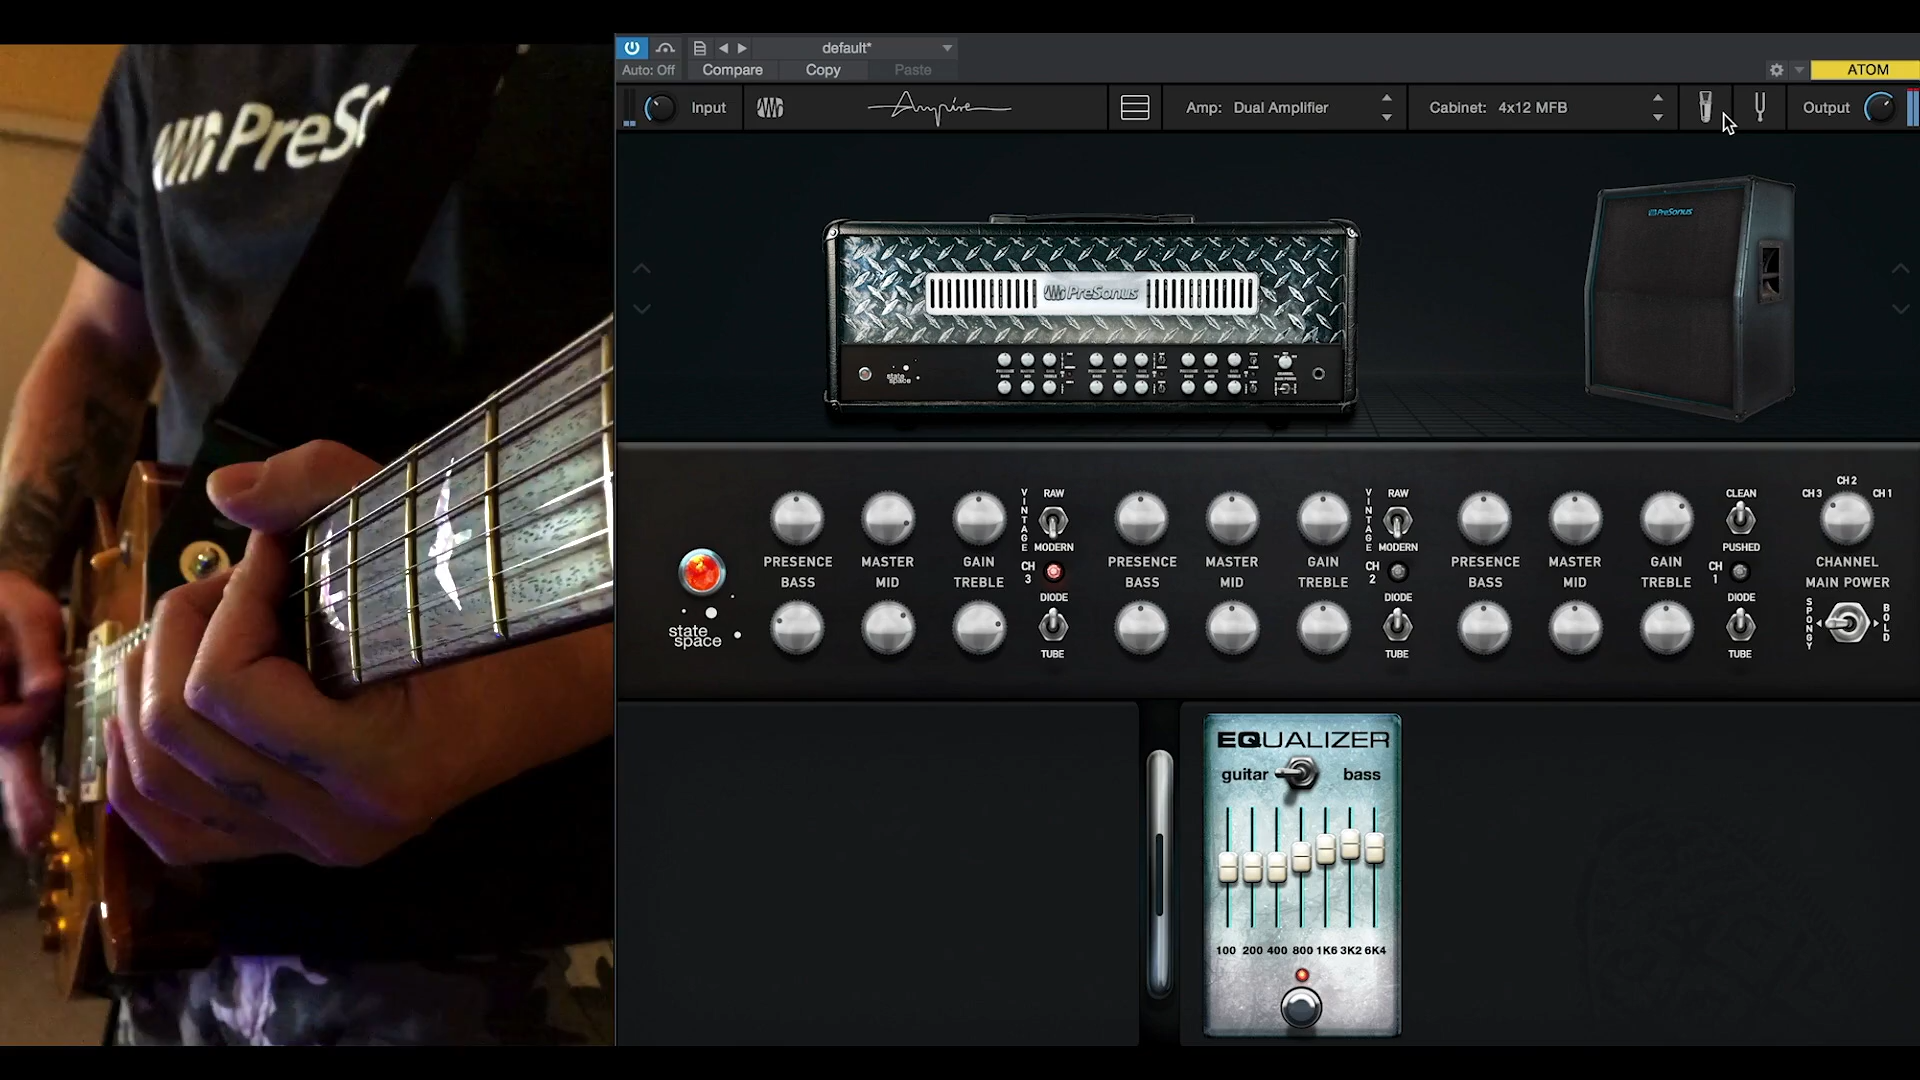 PreSo
default*
Auto: Off
Compare
Copy
Paste
ATOM
Input
Ampire
Amp: Dual Amplifier
Cabinet: 4x12 MFB
Output
PreSonus
PreSonus
state space
VINTAGE
RAW
MODERN
VINTAGE
RAW
MODERN
CLEAN
PUSHED
CH 3
CH 2
CH 1
PRESENCE
MASTER
GAIN
PRESENCE
MASTER
GAIN
PRESENCE
MASTER
GAIN
CHANNEL
BASS
MID
TREBLE
CH 3
BASS
MID
TREBLE
CH 2
BASS
MID
TREBLE
CH 1
MAIN POWER
DIODE
TUBE
DIODE
TUBE
DIODE
TUBE
SPONGY
BOLD
state
space
EQUALIZER
guitar
bass
100 200 400 800 1K6 3K2 6K4